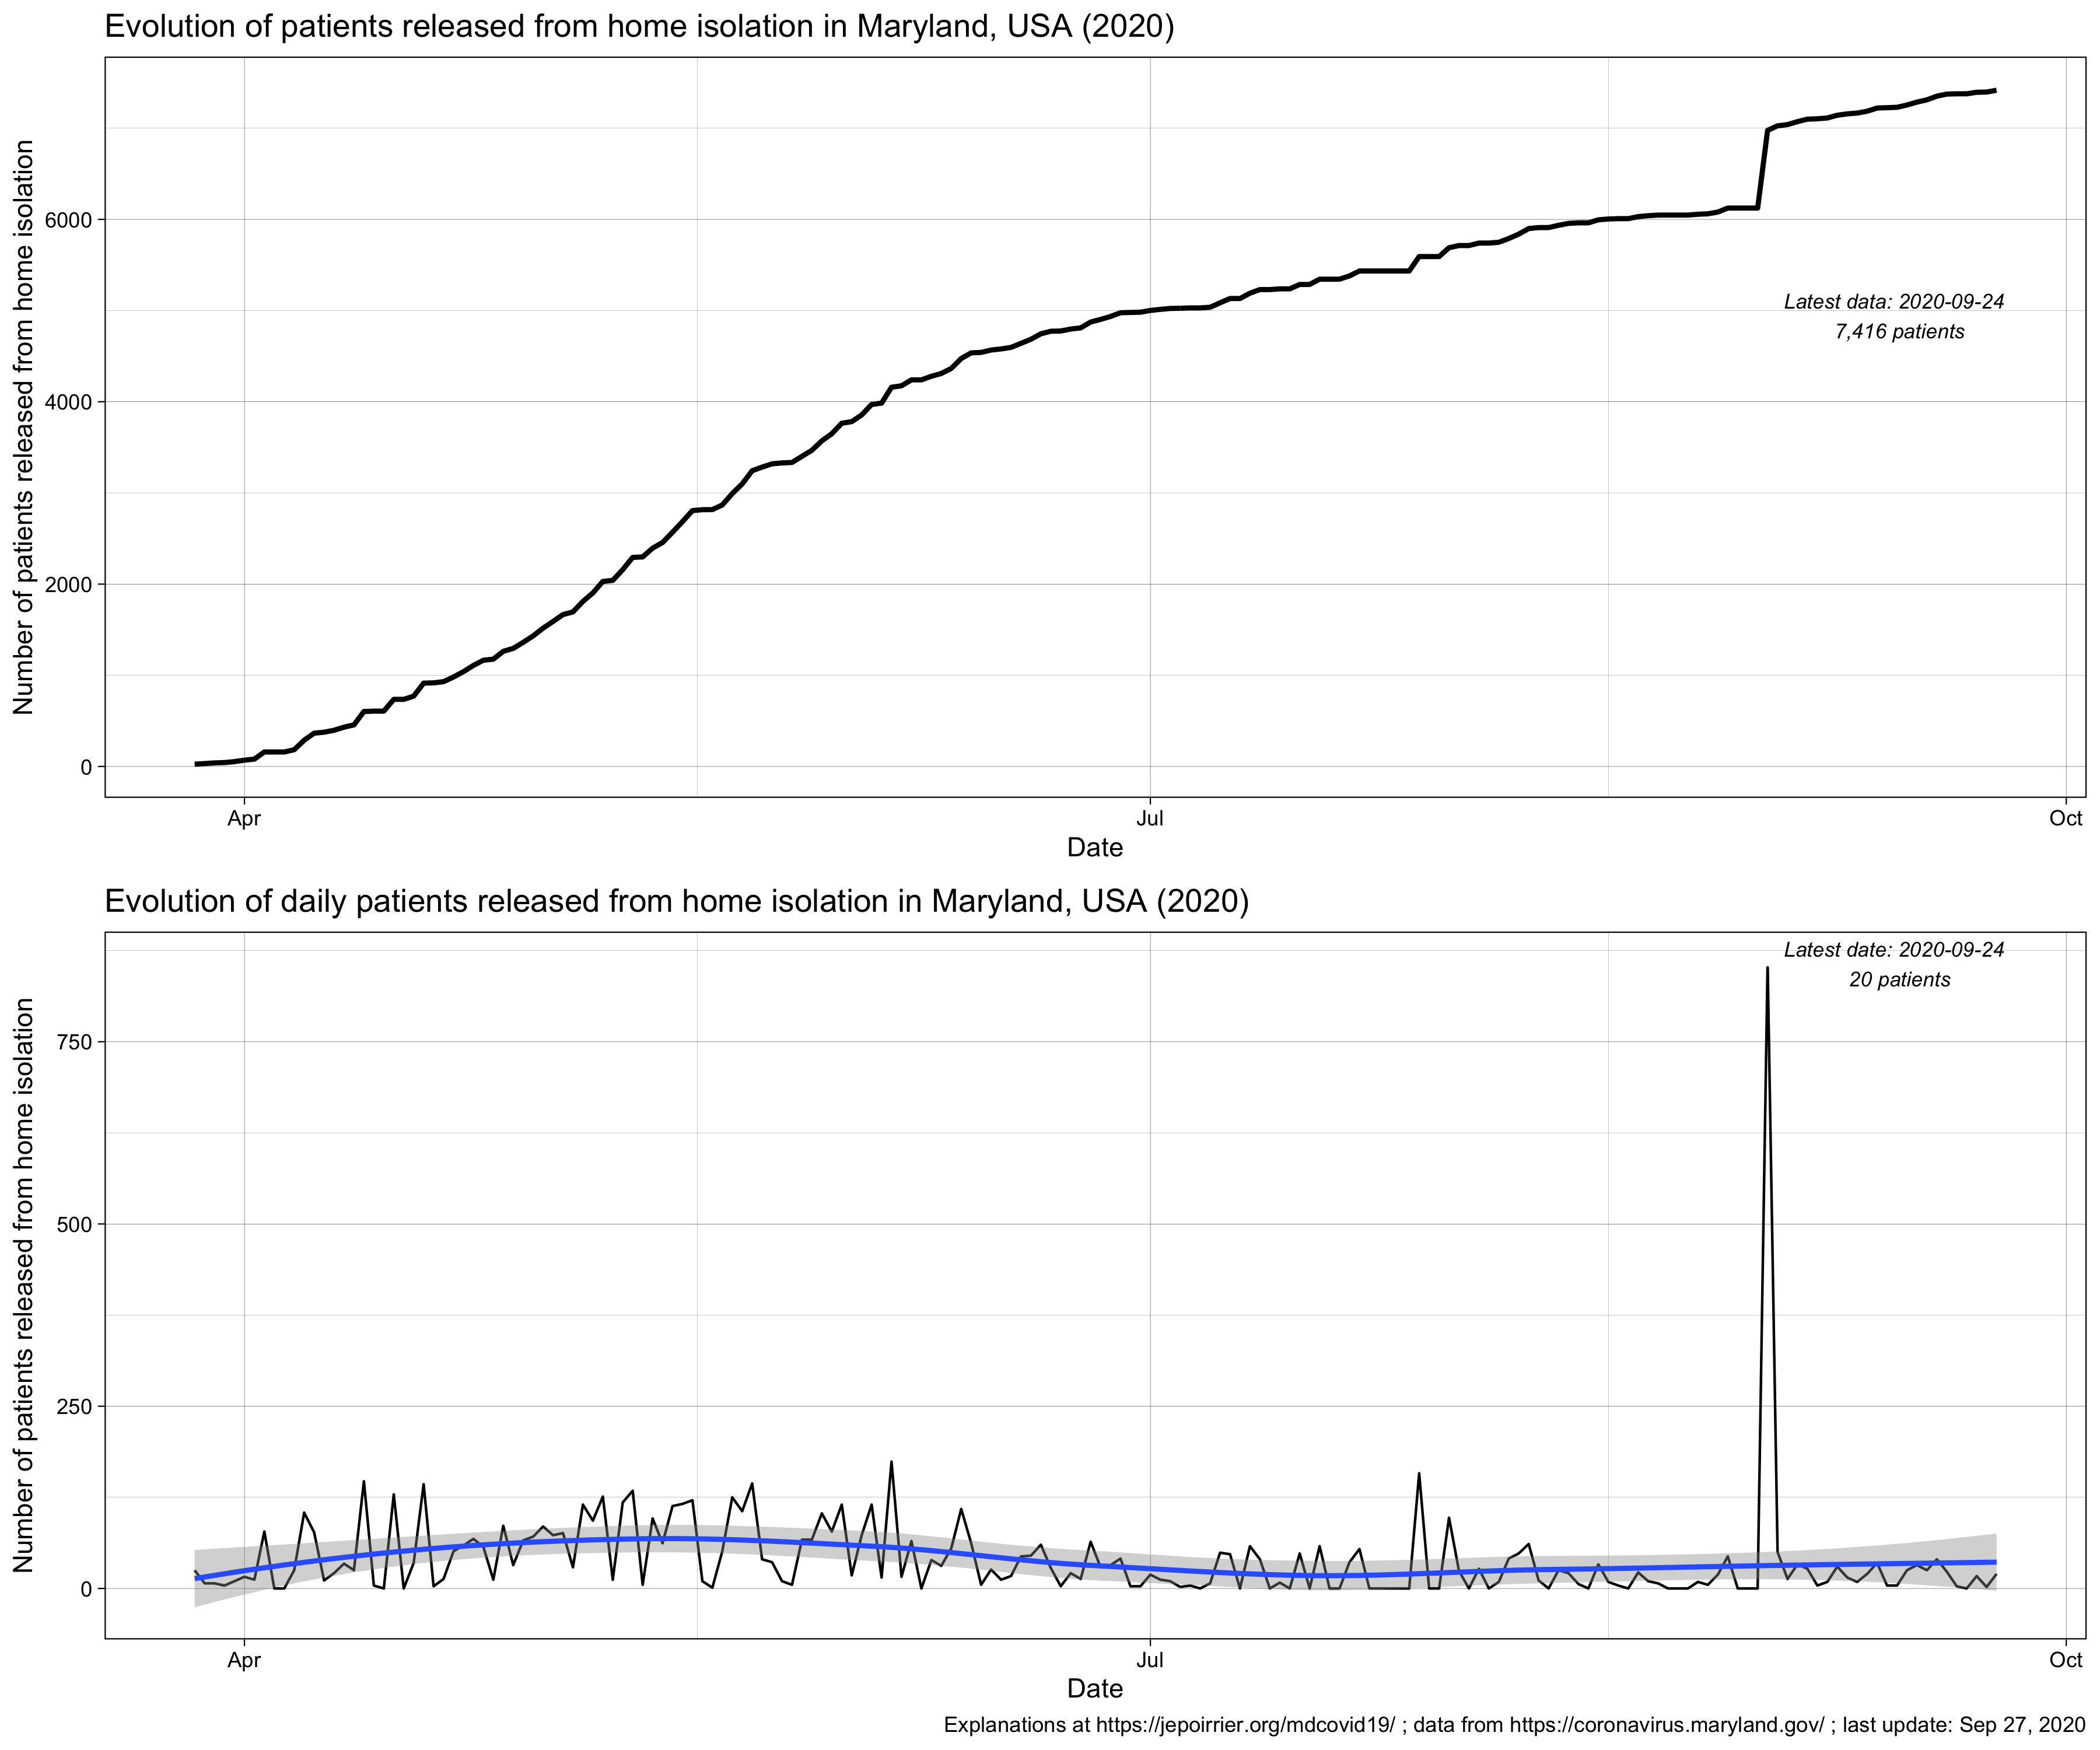 Evolution of patients released from home isolation in Maryland, USA (2020)
Number of patients released from home isolation
6000
4000
2000
0
Latest data: 2020-09-24
7,416 patients
Apr
Jul
Oct
Date
Evolution of daily patients released from home isolation in Maryland, USA (2020)
Number of patients released from home isolation
750
500
250
0
Latest date: 2020-09-24
20 patients
Apr
Jul
Oct
Date
Explanations at https://jepoirrier.org/mdcovid19/ ; data from https://coronavirus.maryland.gov/ ; last update: Sep 27, 2020